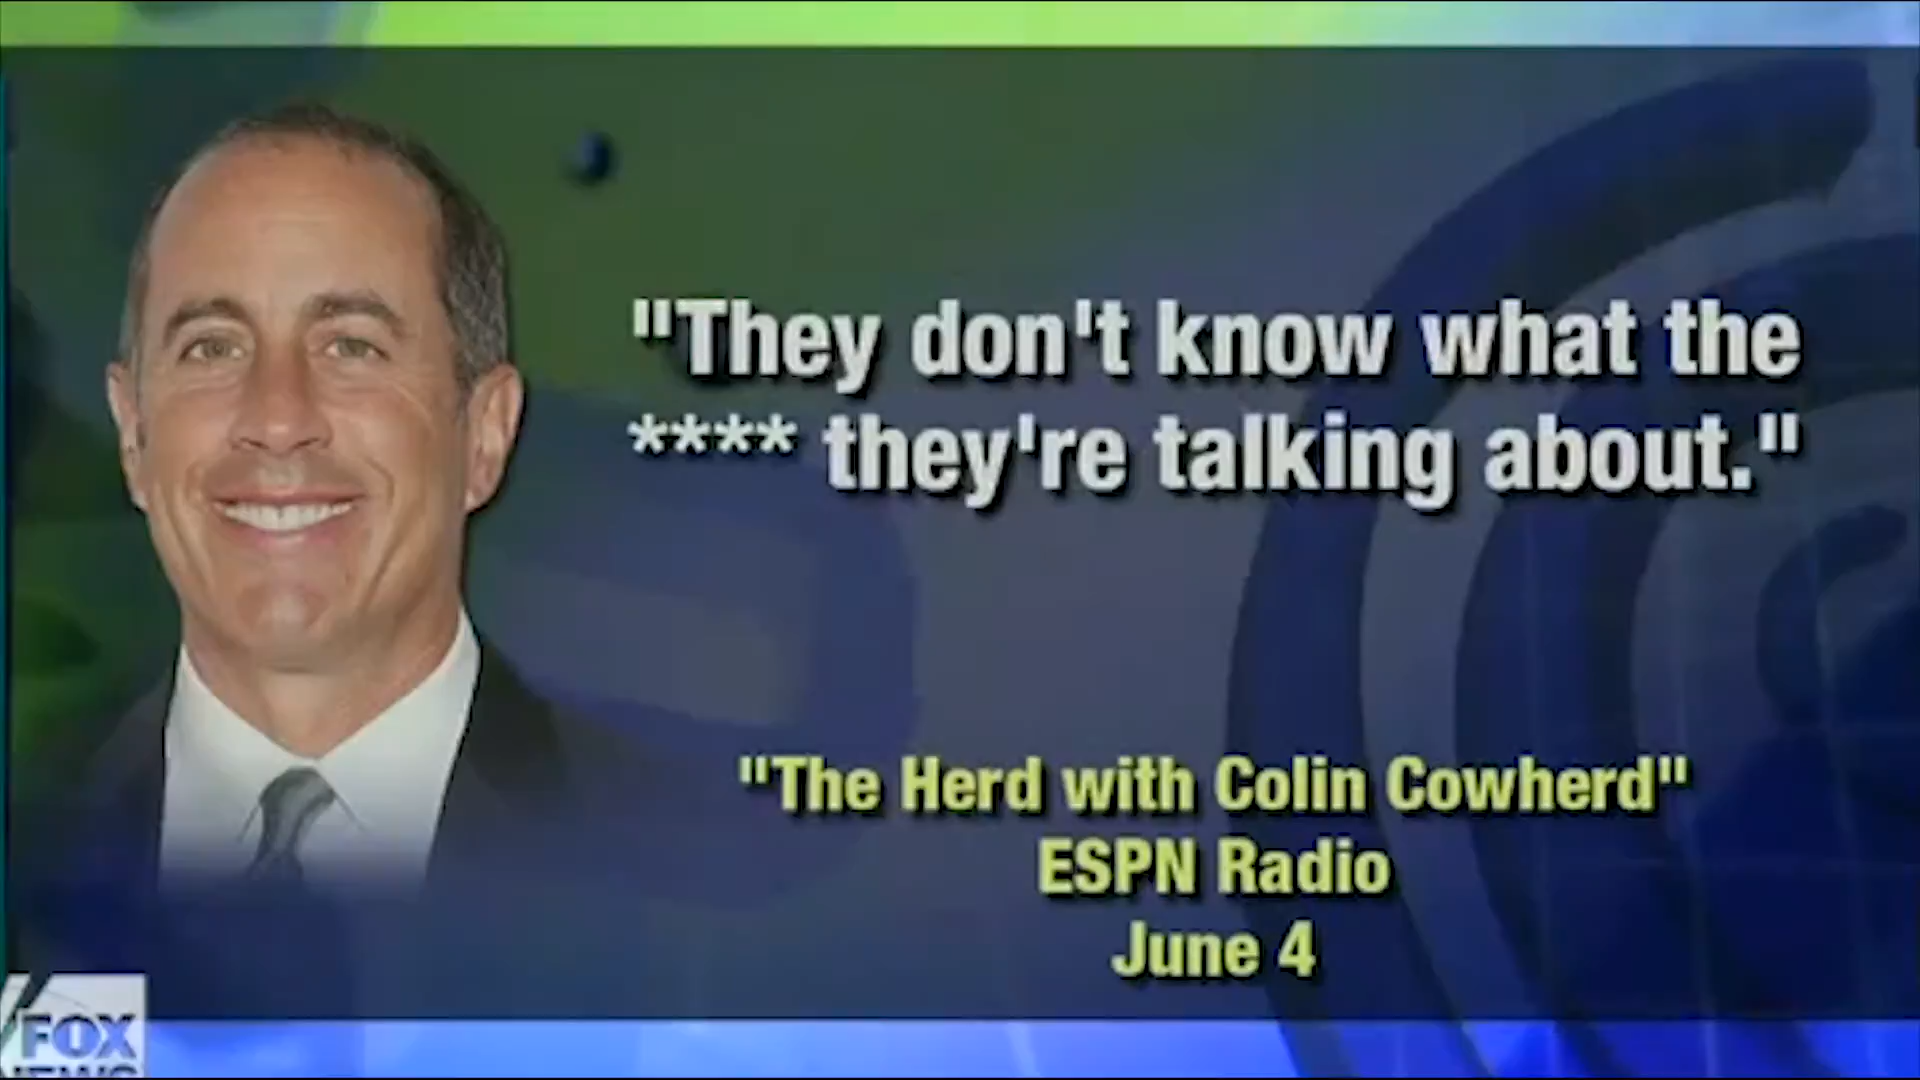 "They don't know what the
**** they're talking about."
"The Herd with Colin Cowherd"
ESPN Radio
June 4
FOX
NEWS